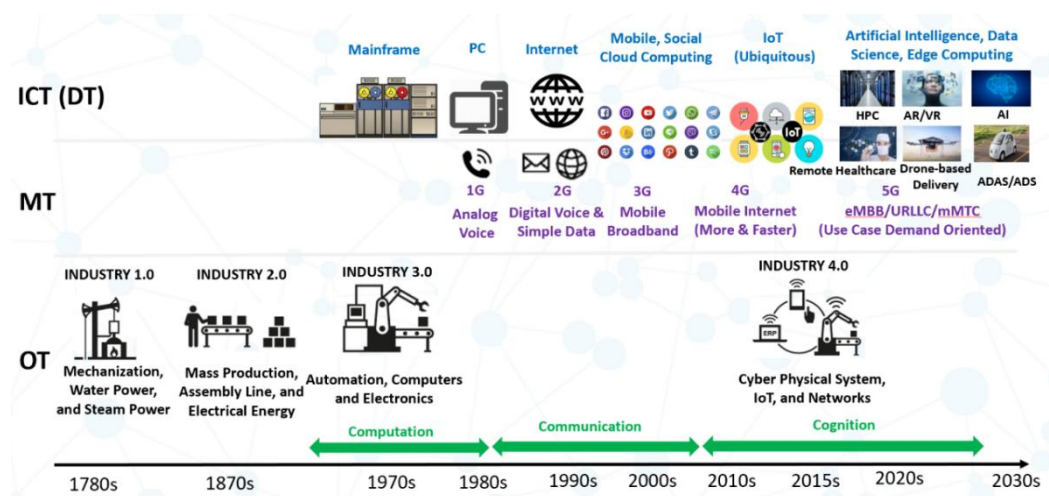 Mainframe
PC
Internet
Mobile, Social
Cloud Computing
IoT
(Ubiquitous)
Artificial Intelligence, Data
Science, Edge Computing
ICT (DT)
WWW
IoT
HPC
AR/VR
AI
Remote Healthcare
Drone-based
Delivery
ADAS/ADS
MT
1G
Analog
Voice
2G
Digital Voice &
Simple Data
3G
Mobile
Broadband
4G
Mobile Internet
(More & Faster)
5G
eMBB/URLLC/mMTC
(Use Case Demand Oriented)
OT
INDUSTRY 1.0
Mechanization,
Water Power,
and Steam Power
INDUSTRY 2.0
Mass Production,
Assembly Line, and
Electrical Energy
INDUSTRY 3.0
Automation, Computers
and Electronics
INDUSTRY 4.0
ERP
Cyber Physical System,
IoT, and Networks
Computation
Communication
Cognition
1780s
1870s
1970s
1980s
1990s
2000s
2010s
2015s
2020s
2030s